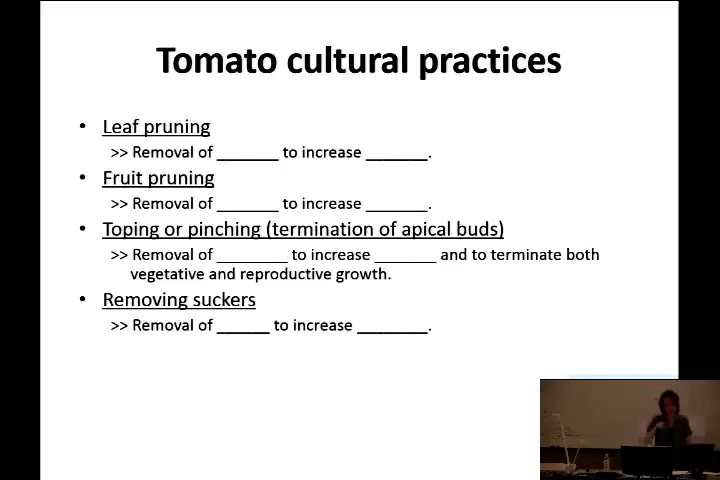 Tomato cultural practices
• Leaf pruning
>> Removal of _______ to increase _______.
• Fruit pruning
>> Removal of _______ to increase _______.
• Toping or pinching (termination of apical buds)
>> Removal of ________ to increase _______ and to terminate both
vegetative and reproductive growth.
• Removing suckers
>> Removal of ______ to increase ________.